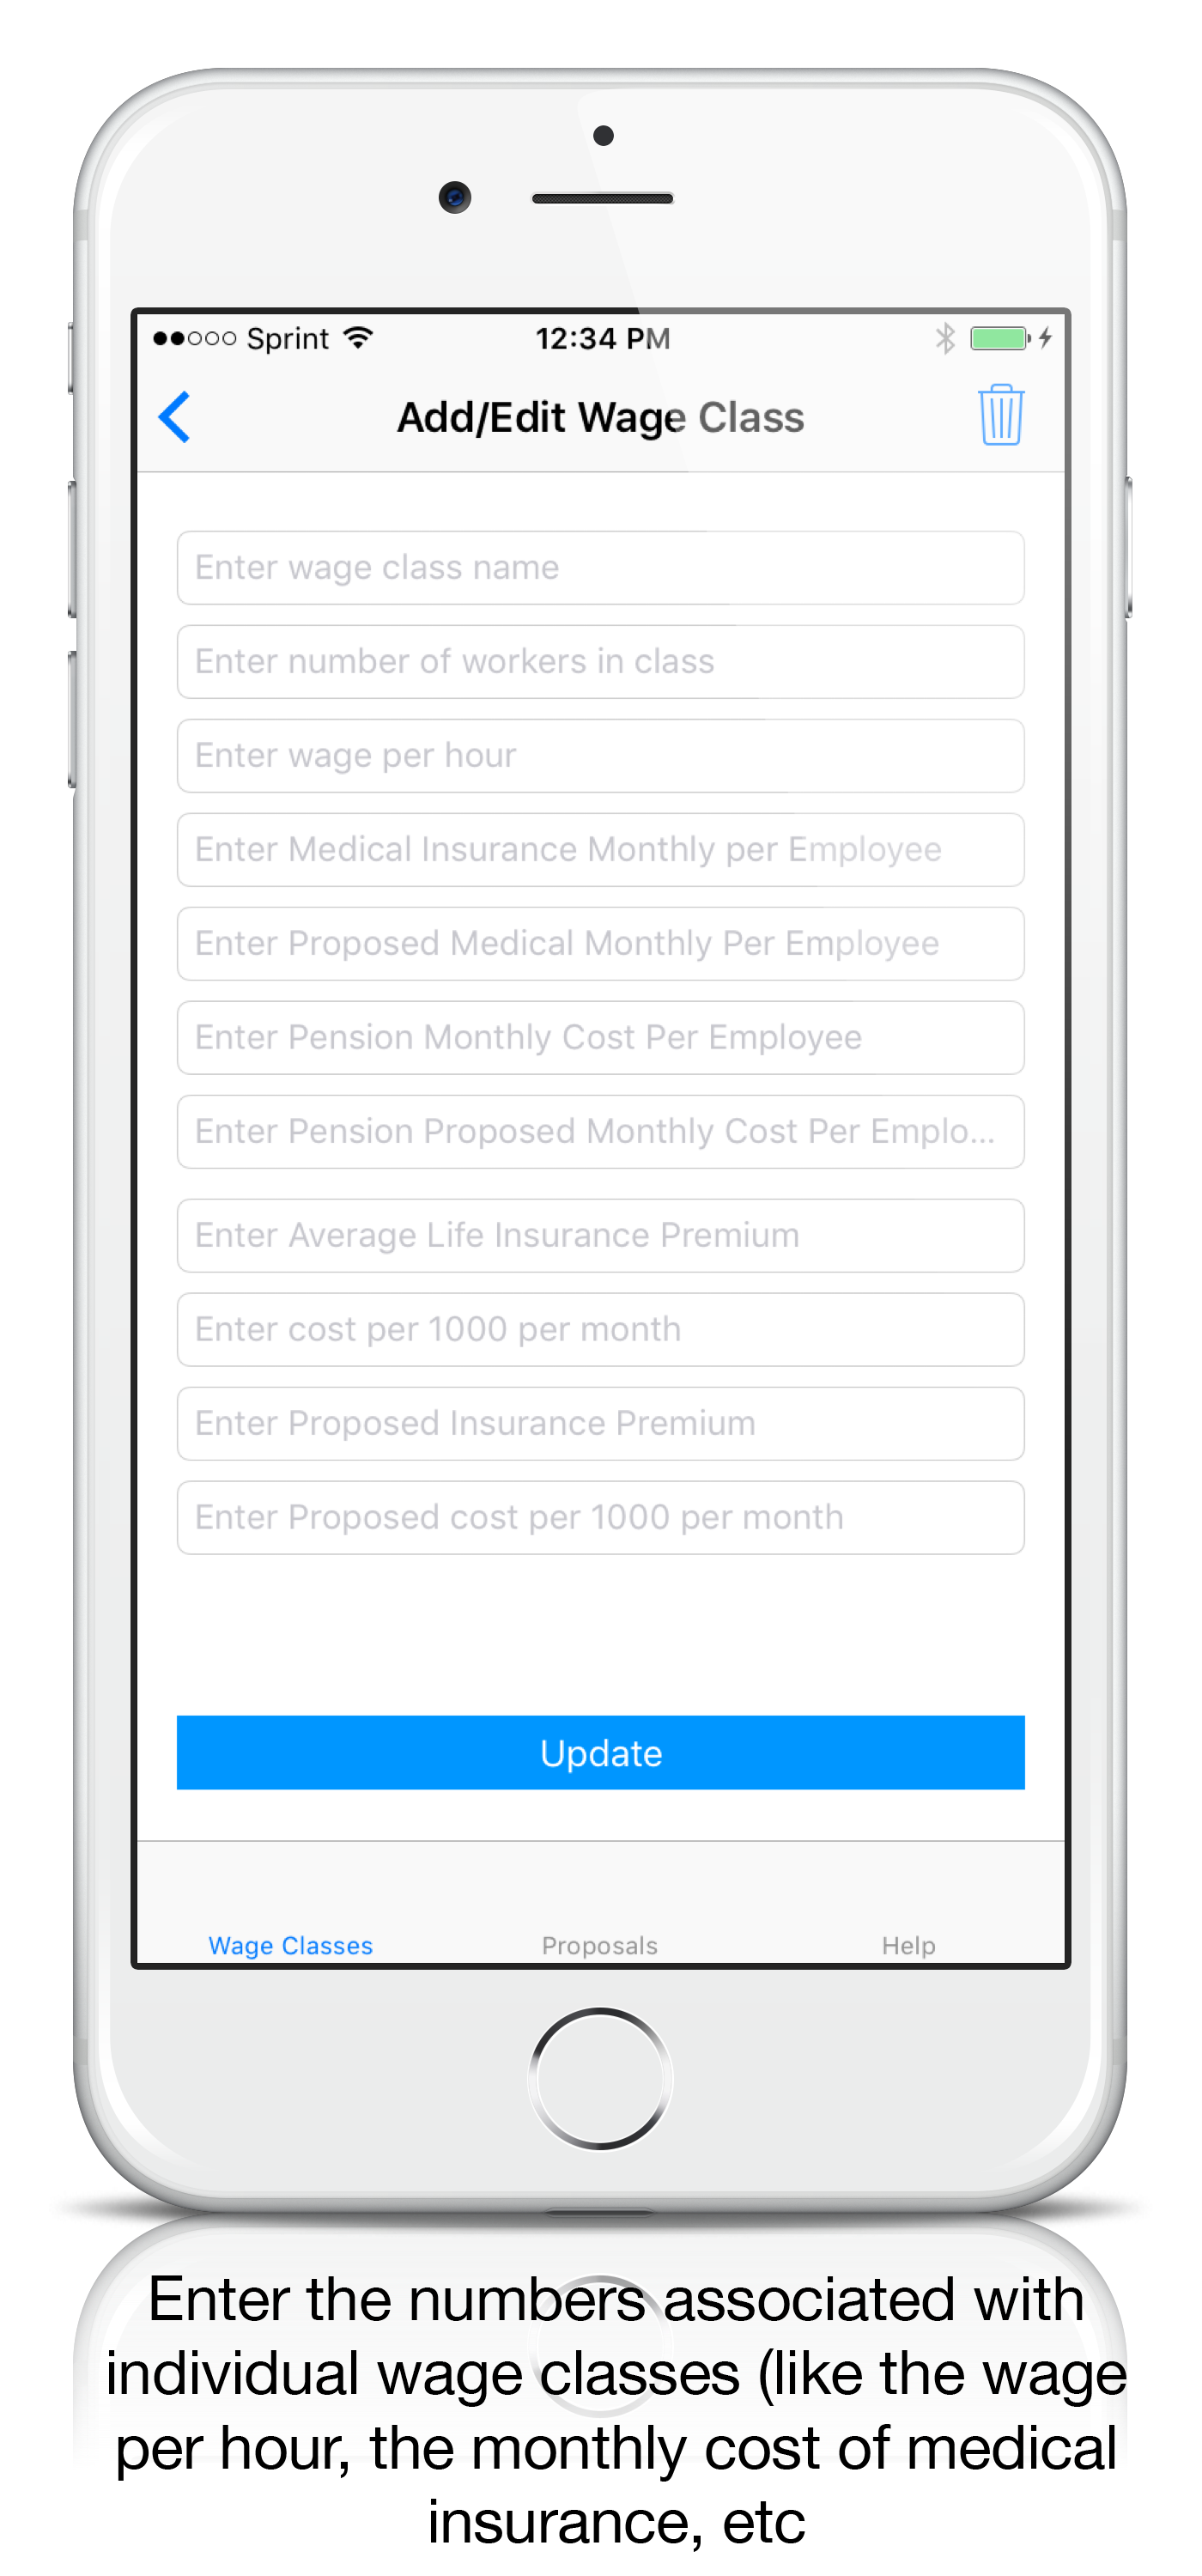 Sprint 12:34 PM
Add/Edit Wage Class
Enter wage class name
Enter number of workers in class
Enter wage per hour
Enter Medical Insurance Monthly per Employee
Enter Proposed Medical Monthly Per Employee
Enter Pension Monthly Cost Per Employee
Enter Pension Proposed Monthly Cost Per Emplo...
Enter Average Life Insurance Premium
Enter cost per 1000 per month
Enter Proposed Insurance Premium
Enter Proposed cost per 1000 per month
Update
Wage Classes Proposals Help
Enter the numbers associated with
individual wage classes (like the wage
per hour, the monthly cost of medical
insurance, etc